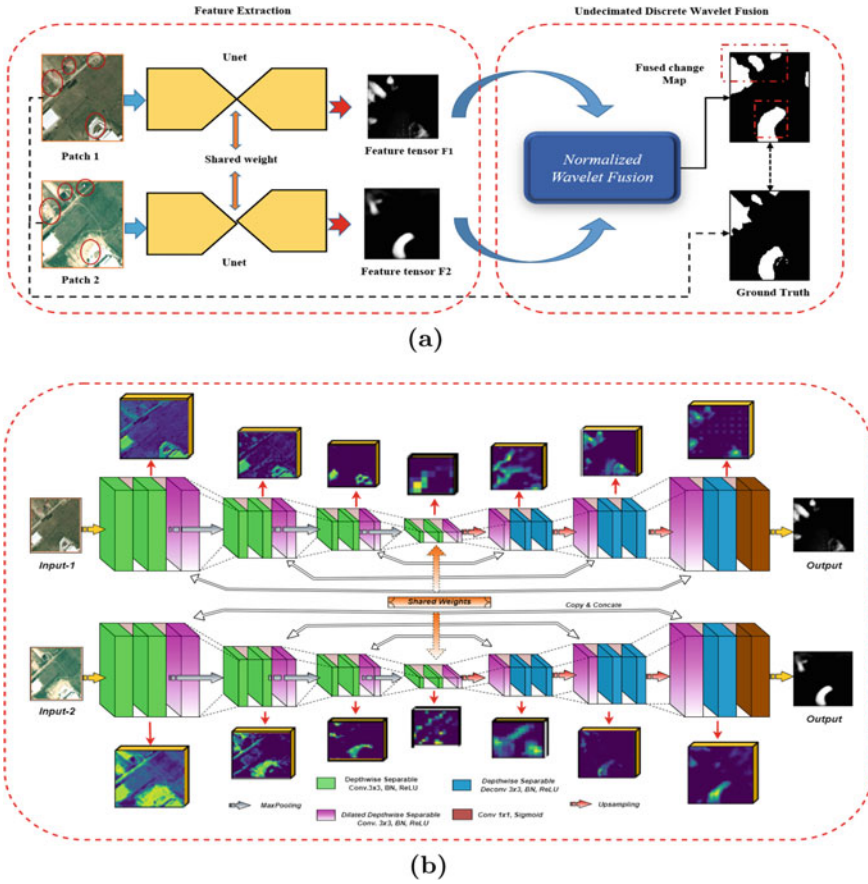 Feature Extraction
Undecimated Discrete Wavelet Fusion
Unet
Patch 1
Feature tensor F1
Shared weight
Patch 2
Unet
Feature tensor F2
Normalized
Wavelet Fusion
Fused change
Map
Ground Truth
(a)
Input-1
Output
Shared Weights
Copy & Concate
Input-2
Output
MaxPooling
Depthwise Separable
Conv.3x3, BN, ReLU
Dilated Depthwise Separable
Conv. 3x3, BN, ReLU
Depthwise Separable
Deconv 3x3, BN, ReLU
Conv 1x1, Sigmoid
Upsampling
(b)